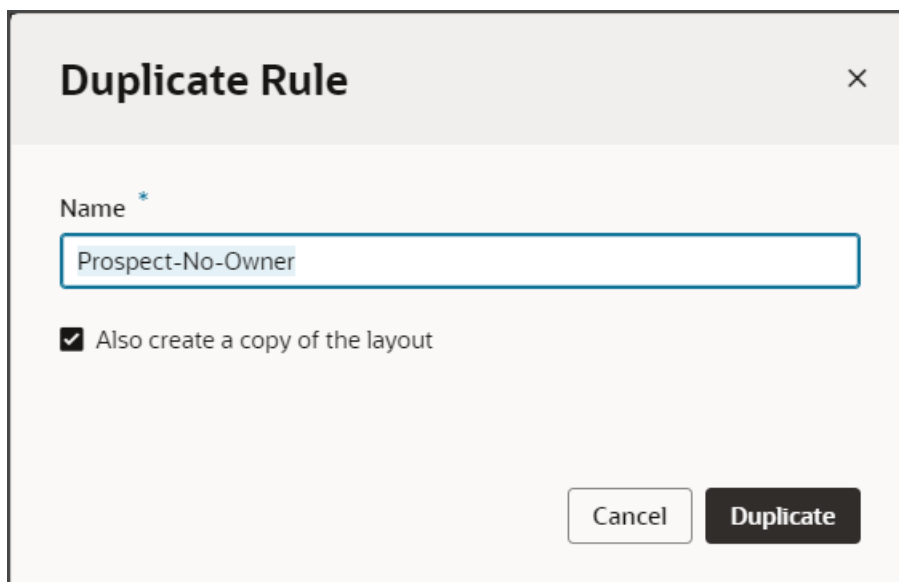 Duplicate Rule
Name *
Prospect-No-Owner
Also create a copy of the layout
Cancel Duplicate